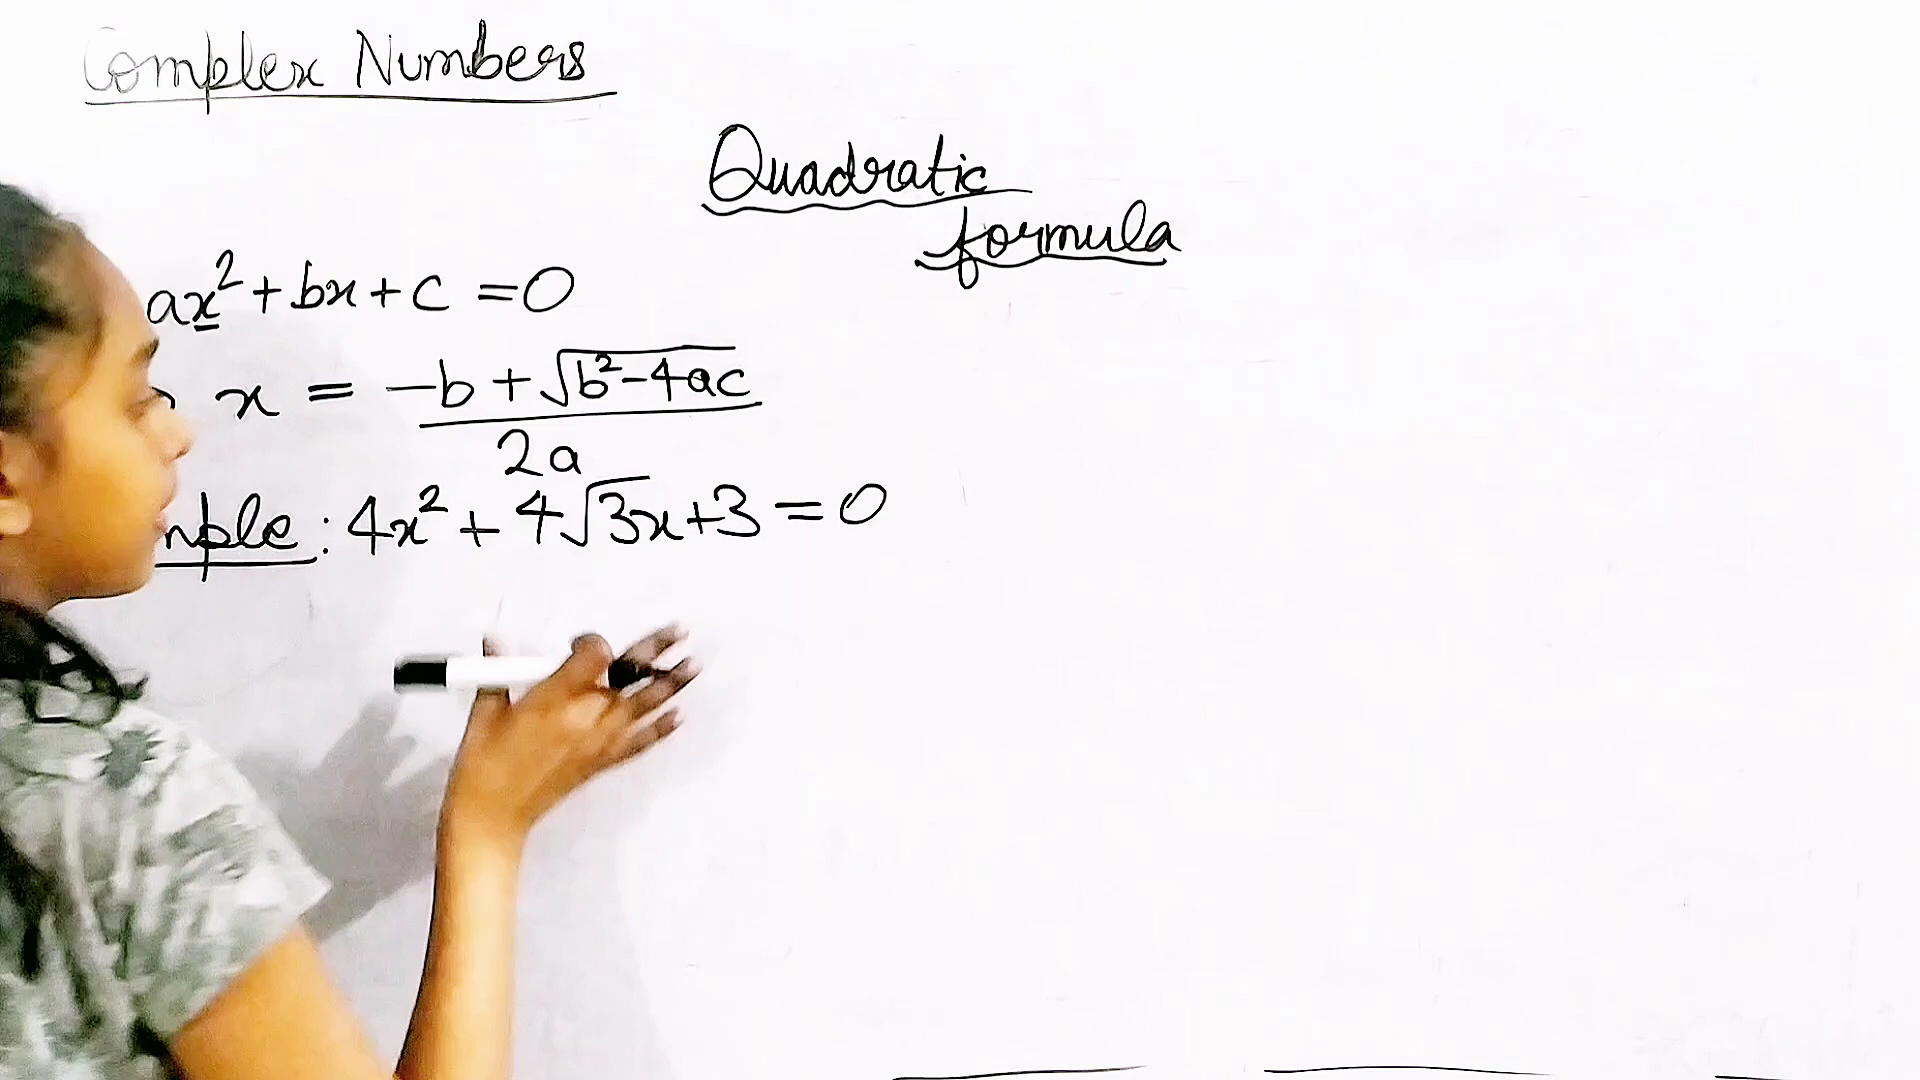 Complex Numbers
Quadratic
formula
ax² + bx + c = 0
x = -b + √b²-4ac
2a
mple: 4x² + 4√3x + 3 = 0